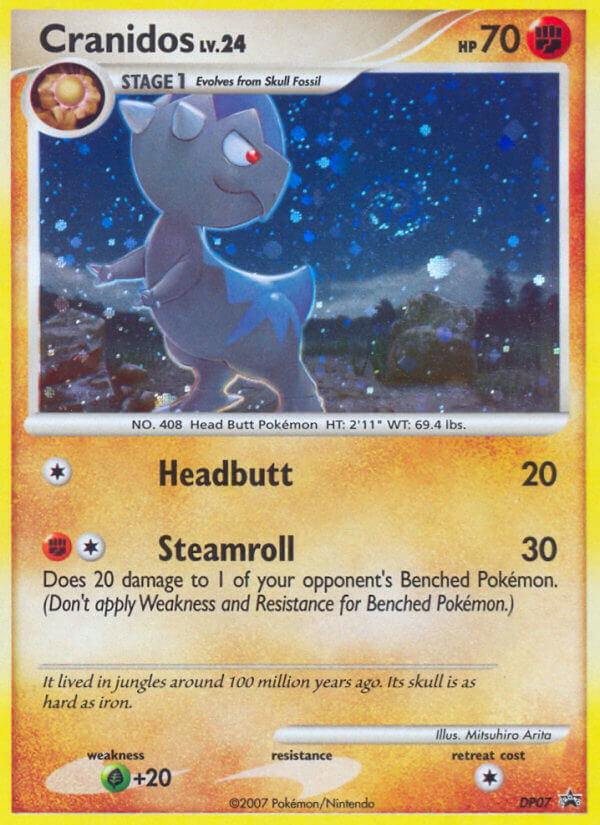 Cranidos LV.24
HP 70
STAGE 1 Evolves from Skull Fossil
NO. 408 Head Butt Pokémon HT: 2'11" WT: 69.4 lbs.
Headbutt 20
Steamroll 30
Does 20 damage to 1 of your opponent's Benched Pokémon.
(Don't apply Weakness and Resistance for Benched Pokémon.)
It lived in jungles around 100 million years ago. Its skull is as
hard as iron.
Illus. Mitsuhiro Arita
weakness resistance retreat cost
+20
©2007 Pokémon/Nintendo
DP07